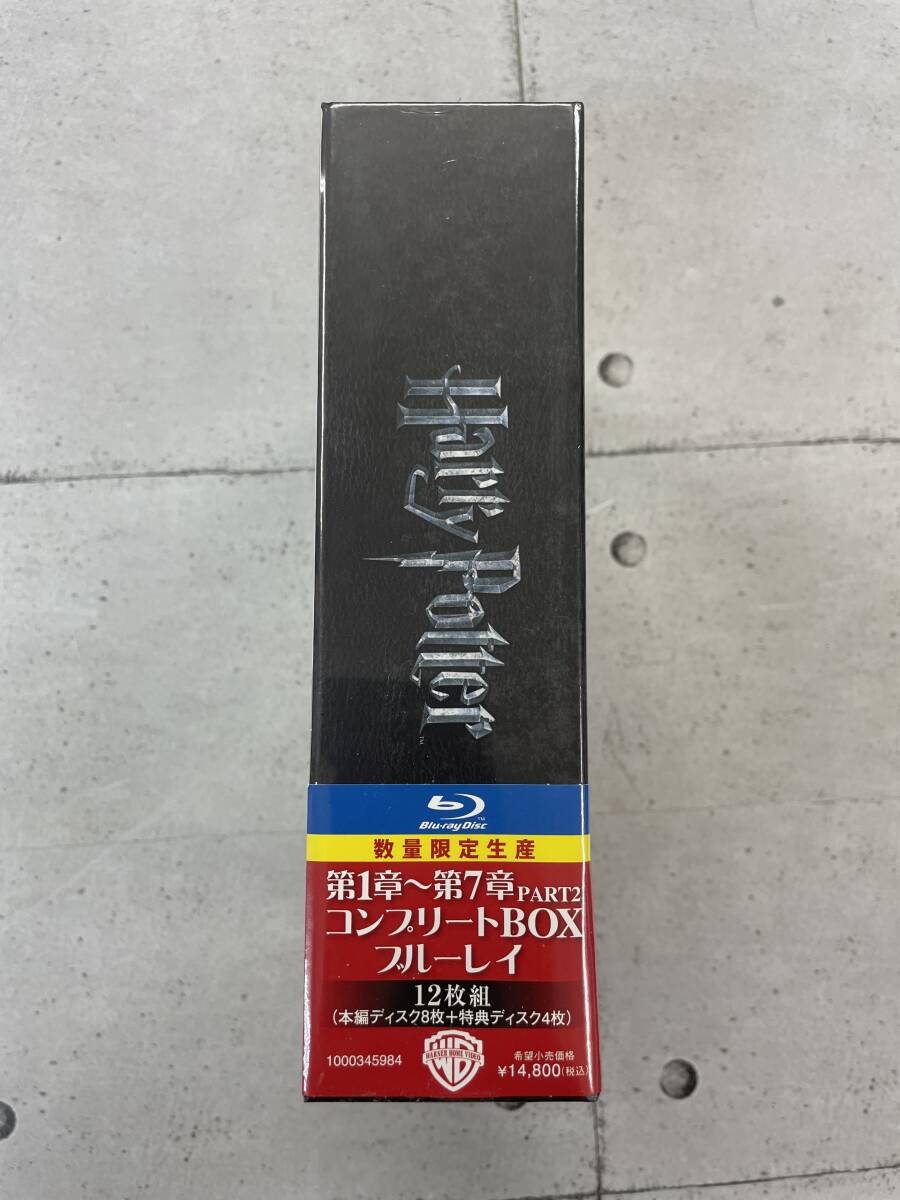 Harry Potter
TM
Blu-ray Disc
TM
数量限定生産
第1章～第7章PART2
コンプリートBOX
ブルーレイ
12枚組
(本編ディスク8枚+特典ディスク4枚)
WARNER HOME VIDEO
希望小売価格
1000345984
¥14,800(税込)